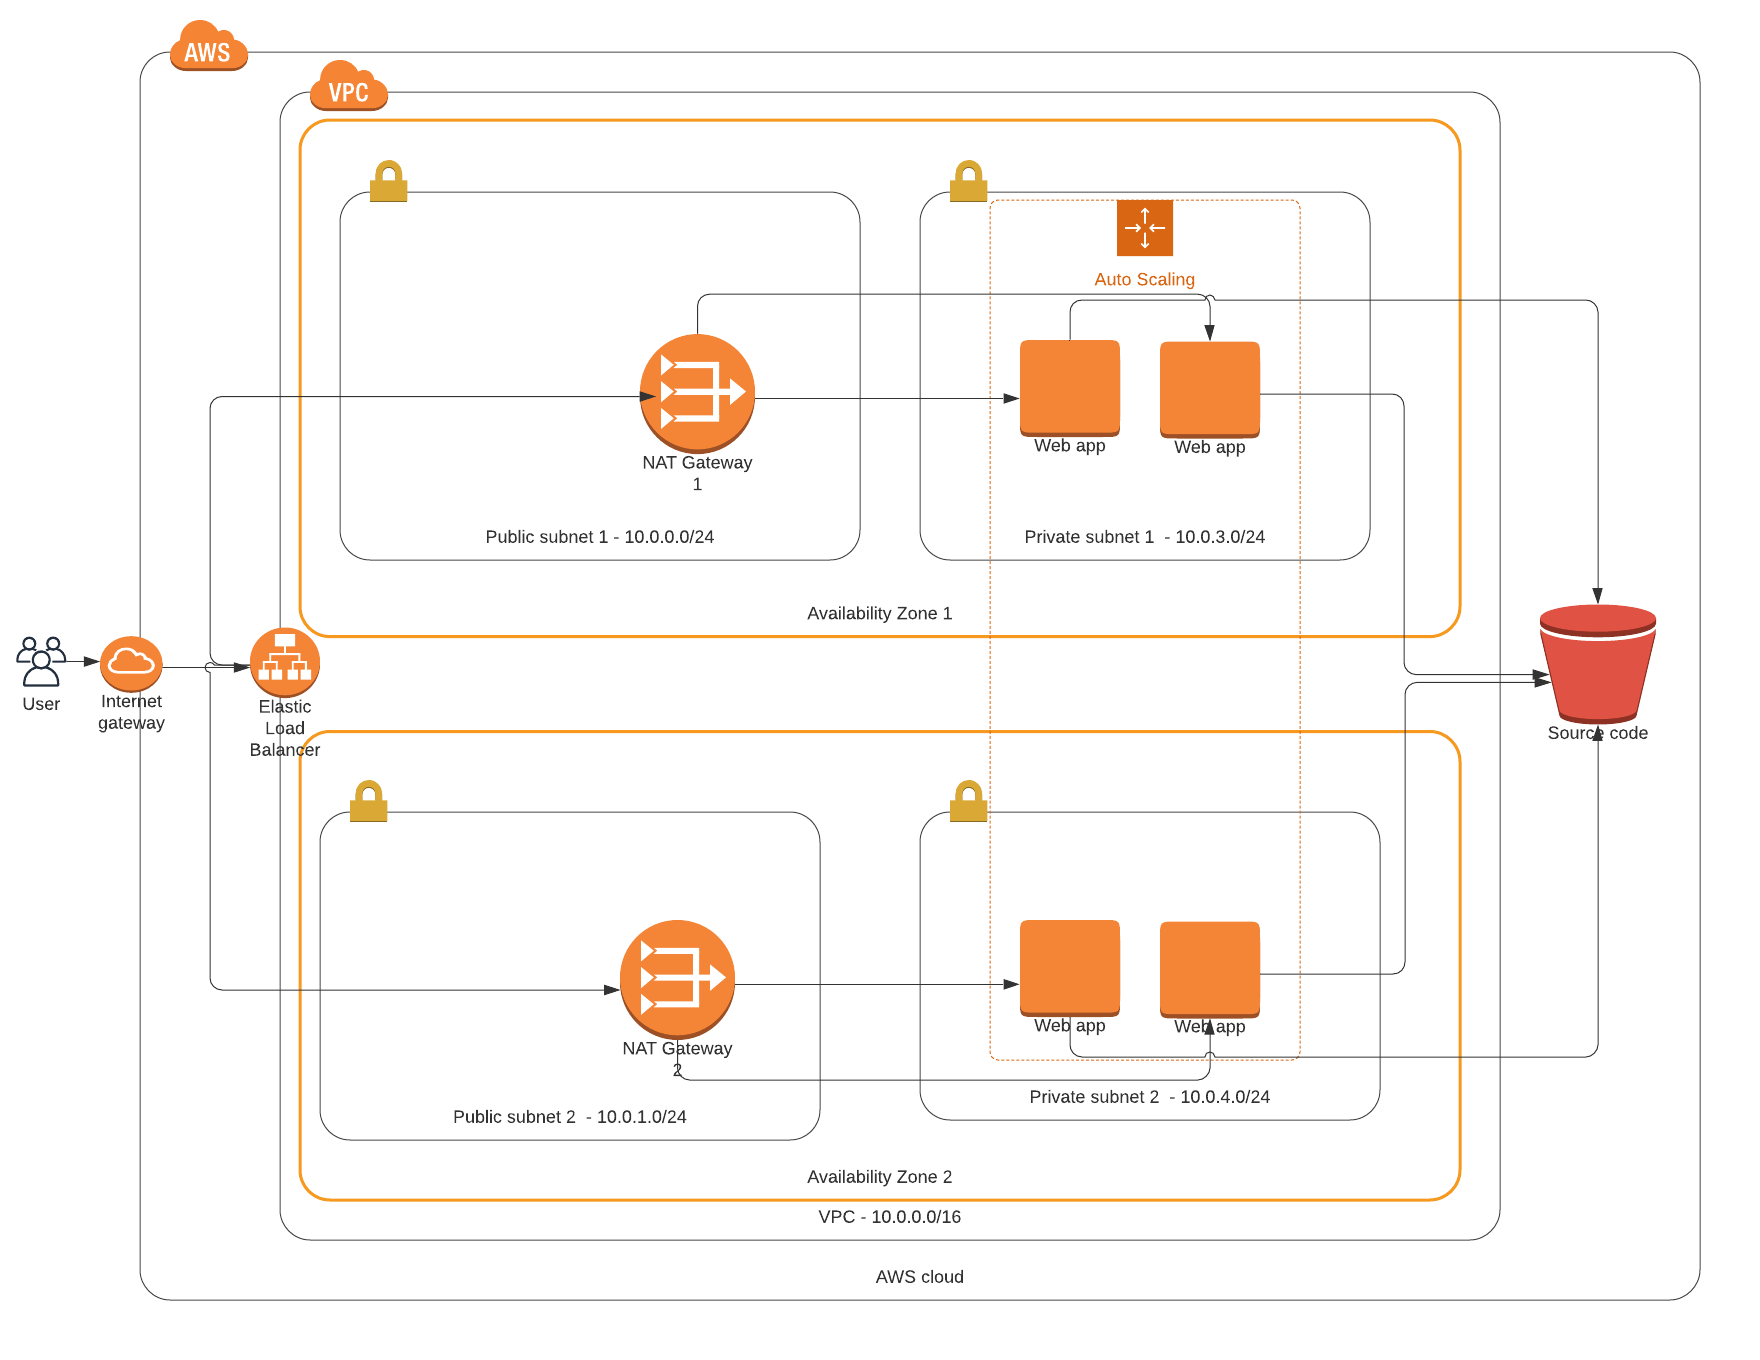 AWS
VPC
Auto Scaling
Web app
Web app
NAT Gateway
1
Public subnet 1 - 10.0.0.0/24
Private subnet 1  - 10.0.3.0/24
Availability Zone 1
User
Internet
gateway
Elastic
Load
Balancer
Source code
Web app
Web app
NAT Gateway
2
Public subnet 2  - 10.0.1.0/24
Private subnet 2  - 10.0.4.0/24
Availability Zone 2
VPC - 10.0.0.0/16
AWS cloud